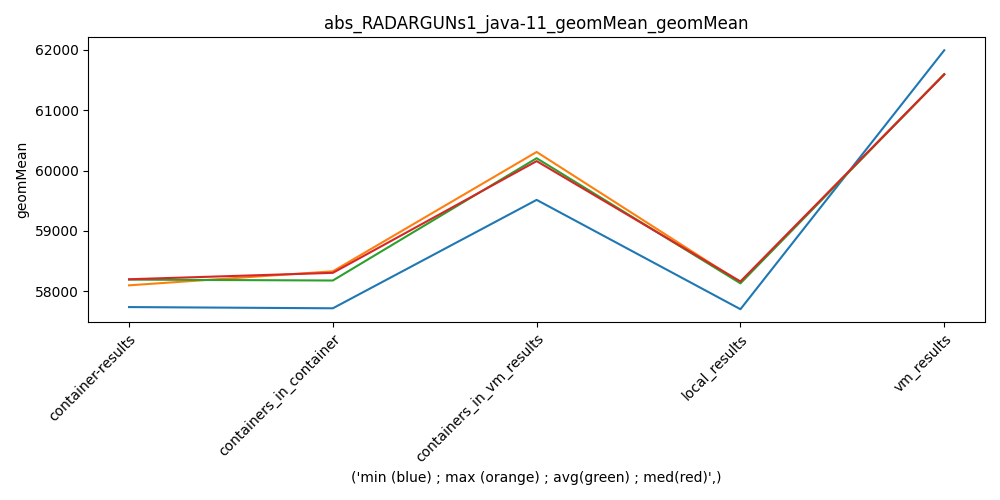 abs_RADARGUNs1_java-11_geomMean_geomMean
62000
61000
60000
59000
58000
geomMean
container-results
containers_in_container
containers_in_vm_results
local_results
vm_results
('min (blue) ; max (orange) ; avg(green) ; med(red)',)